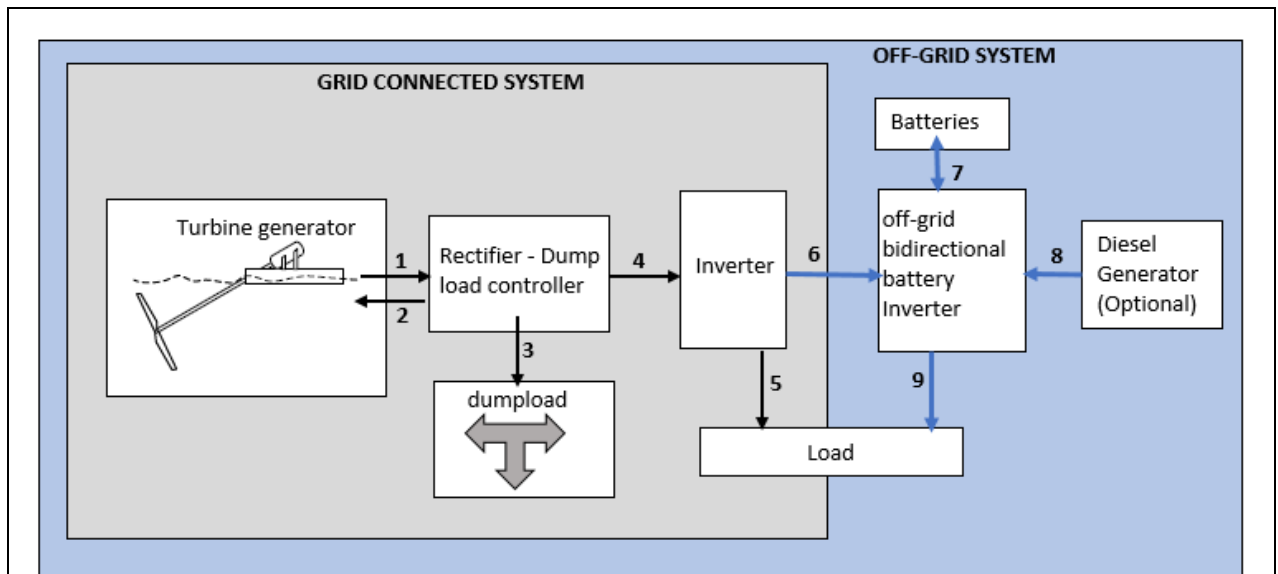 OFF-GRID SYSTEM
GRID CONNECTED SYSTEM
Batteries
7
Turbine generator
1
2
Rectifier - Dump
load controller
4
3
dumpload
Inverter
6
5
off-grid
bidirectional
battery
Inverter
8
Diesel
Generator
(Optional)
9
Load